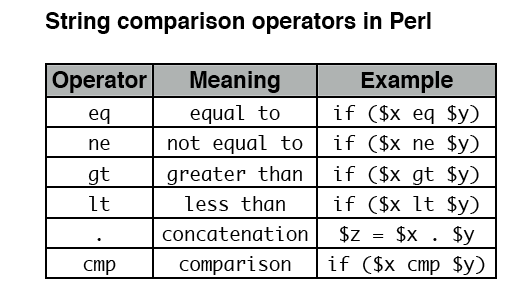 String comparison operators in Perl
Operator Meaning Example
eq equal to if ($x eq $y)
ne not equal to if ($x ne $y)
gt greater than if ($x gt $y)
lt less than if ($x lt $y)
. concatenation $z = $x . $y
cmp comparison if ($x cmp $y)